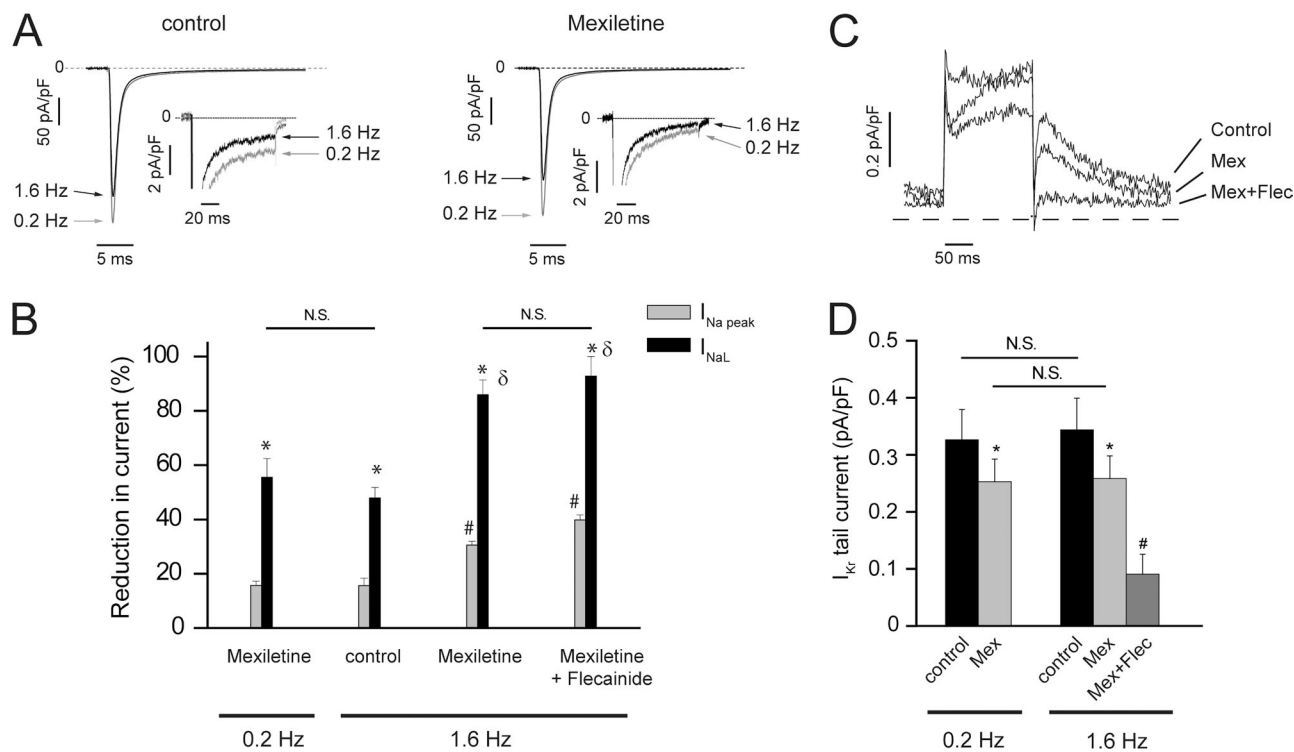 A
control
0
50 pA/pF
0
2 pA/pF
1.6 Hz
0.2 Hz
20 ms
1.6 Hz
0.2 Hz
5 ms
Mexiletine
0
50 pA/pF
0
2 pA/pF
1.6 Hz
0.2 Hz
20 ms
1.6 Hz
0.2 Hz
5 ms
C
0.2 pA/pF
Control
Mex
Mex+Flec
50 ms
B
N.S.
N.S.
I Na peak
I NaL
Reduction in current (%)
100
80
60
40
20
0
*
*
#
*
δ
#
* δ
Mexiletine
control
Mexiletine
Mexiletine
+ Flecainide
0.2 Hz
1.6 Hz
D
N.S.
N.S.
IKr tail current (pA/pF)
0.5
0.4
0.3
0.2
0.1
0
*
*
#
control
Mex
control
Mex
Mex+Flec
0.2 Hz
1.6 Hz